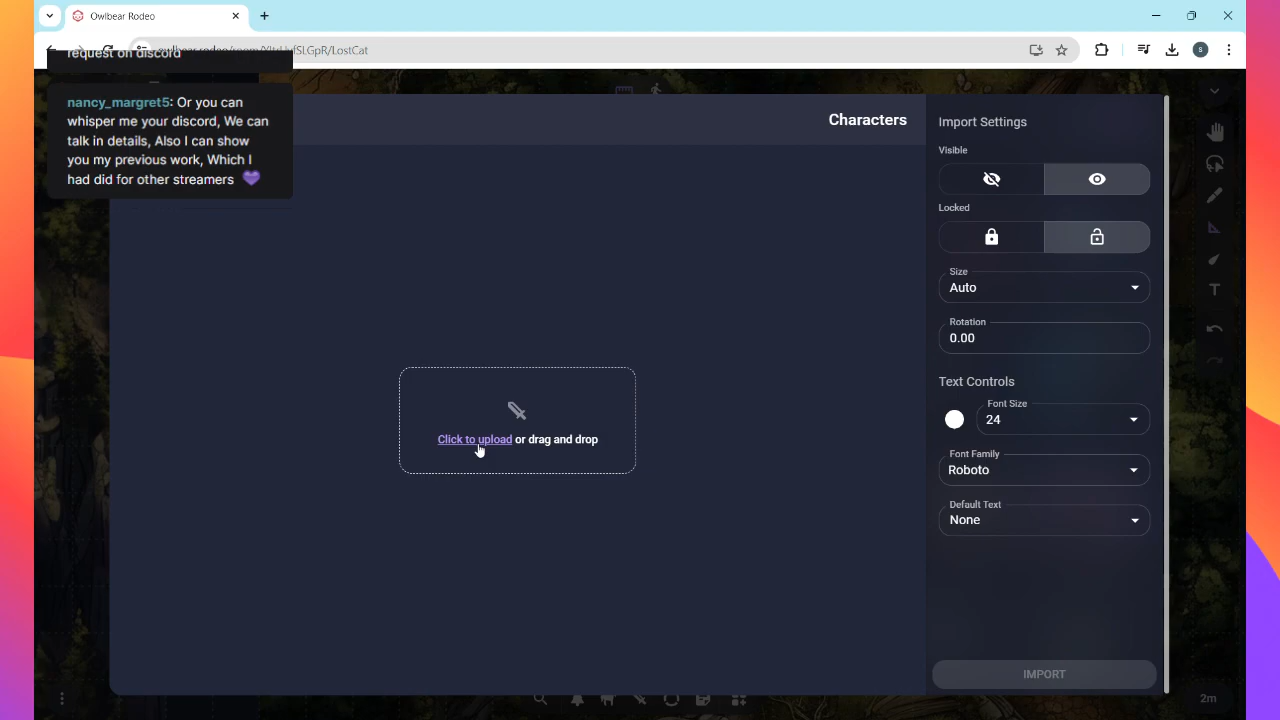 Owlbear Rodeo
request on discord
nancy_margret5: Or you can
whisper me your discord, We can
talk in details, Also I can show
you my previous work, Which I
had did for other streamers
Characters
Import Settings
Visible
Locked
Size
Auto
Rotation
0.00
Text Controls
Font Size
24
Font Family
Roboto
Default Text
None
Click to upload or drag and drop
IMPORT
2m